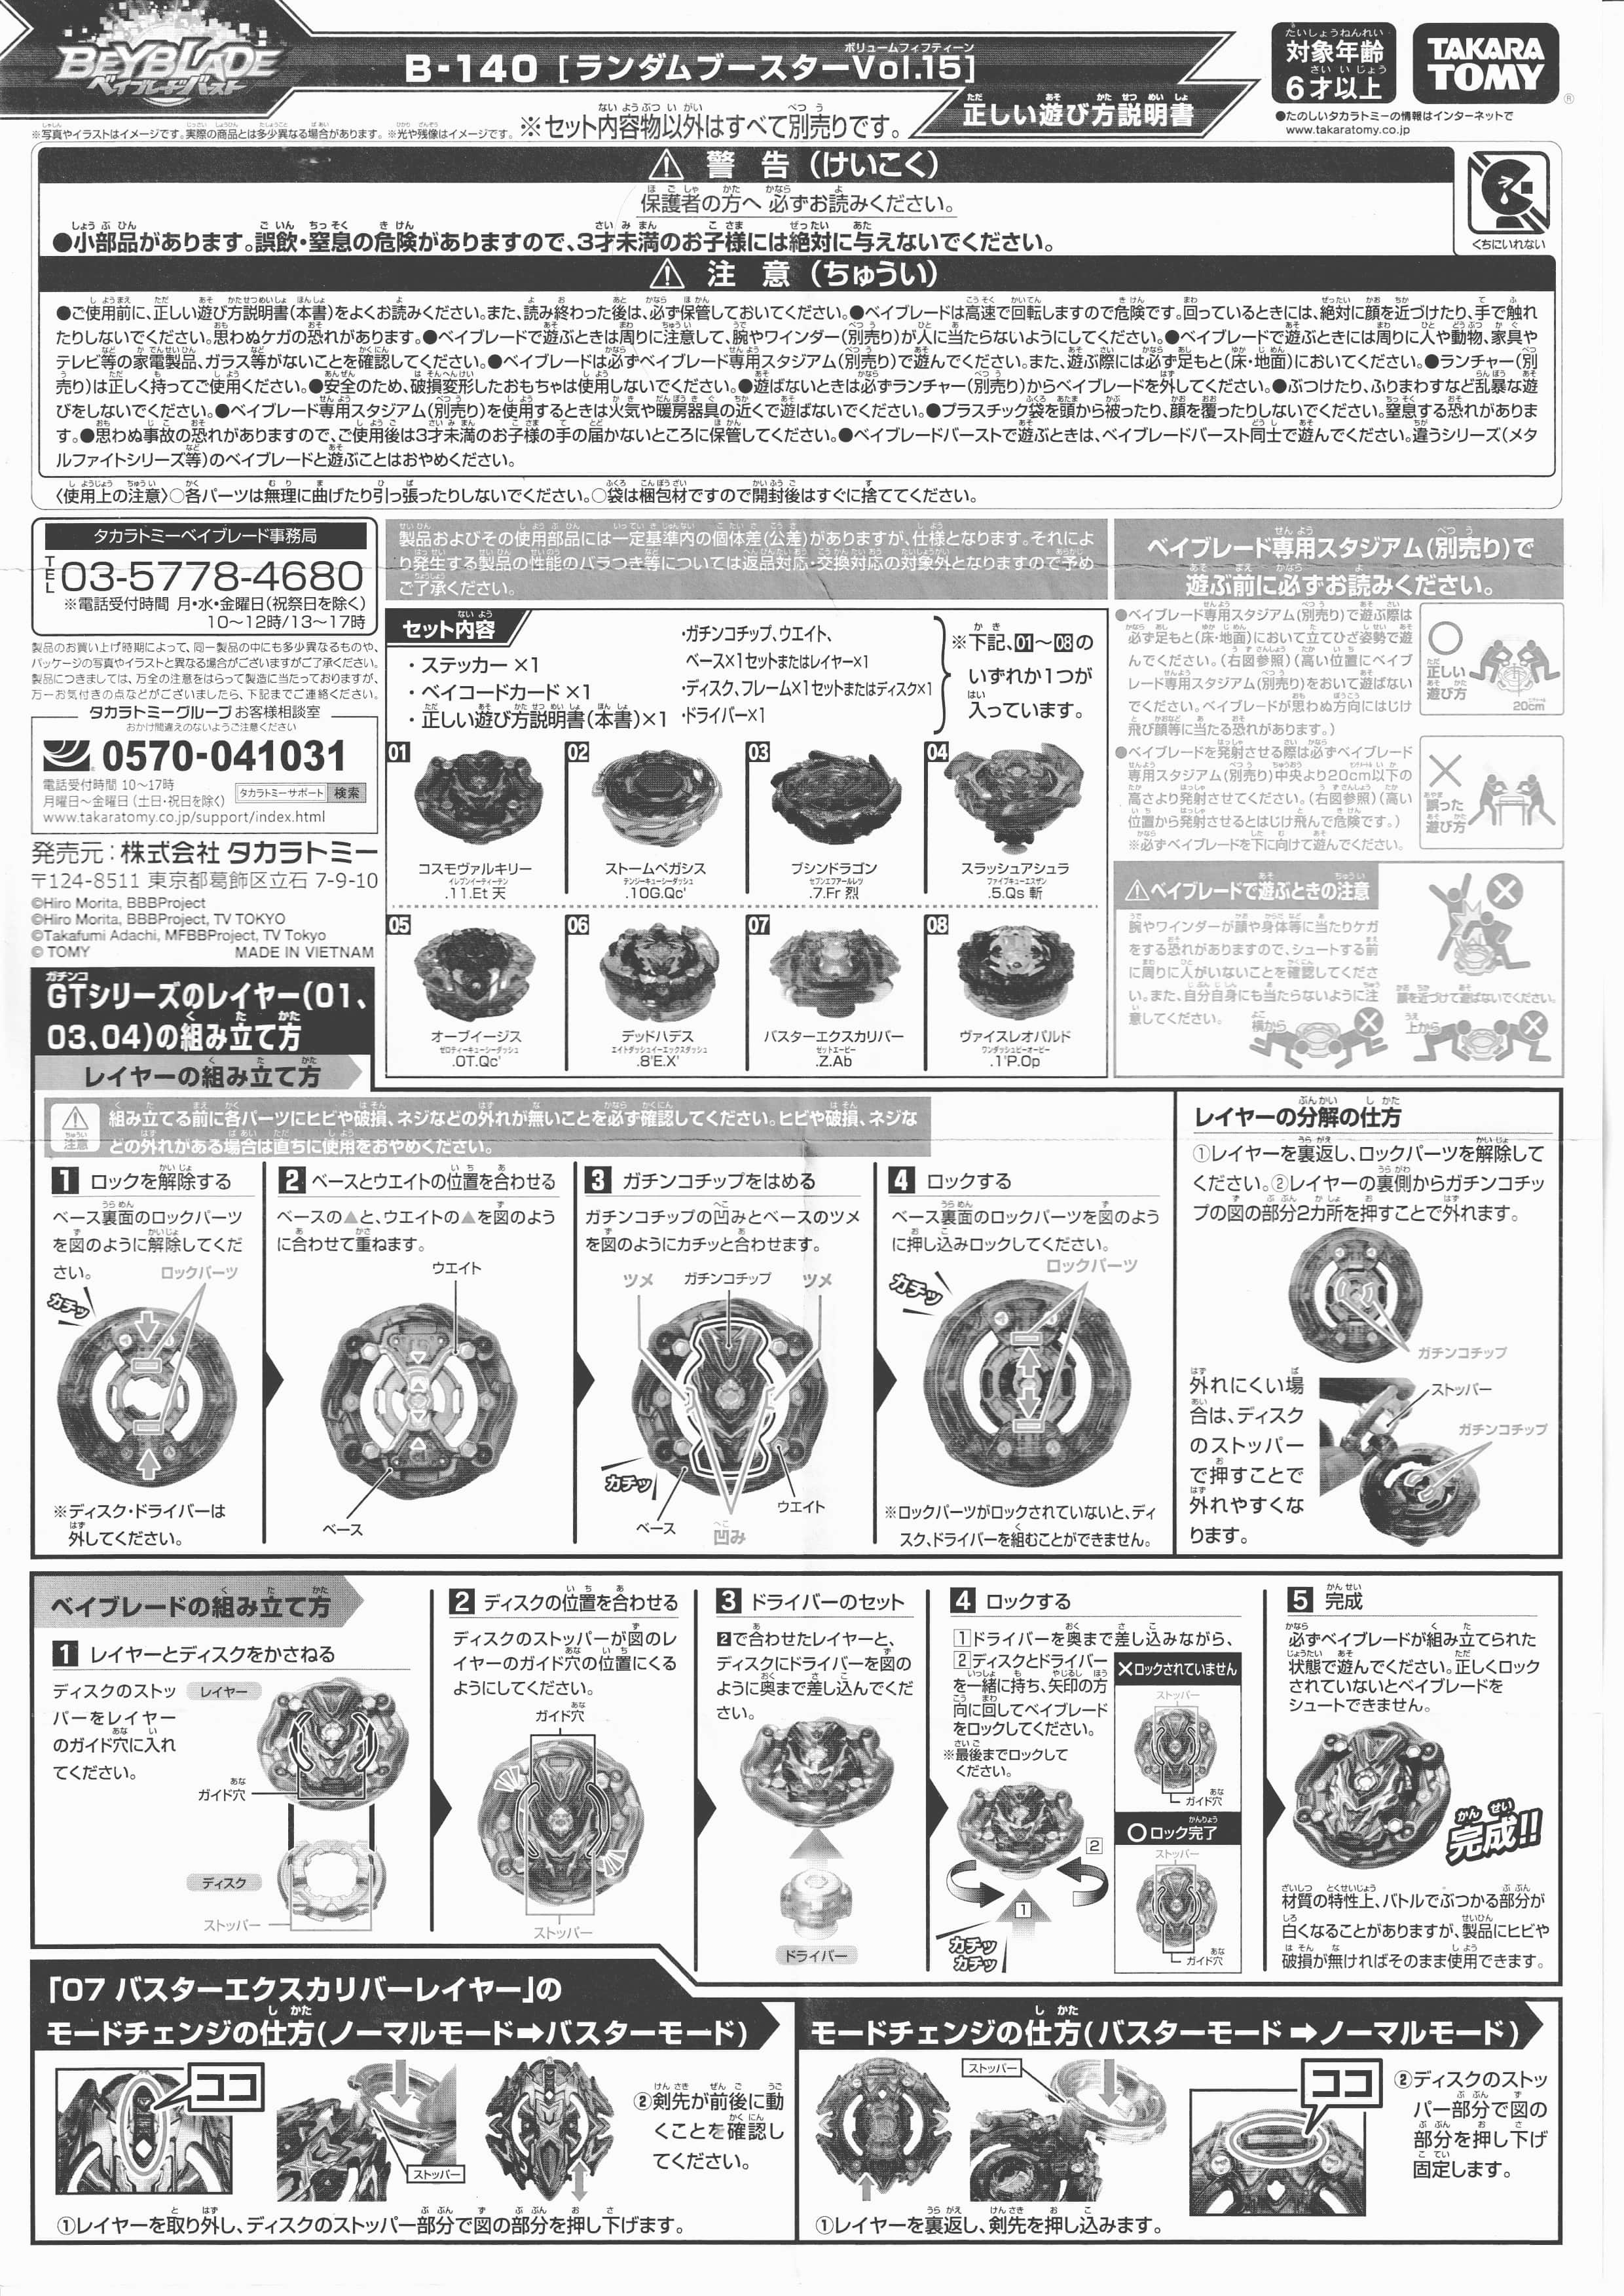 BEYBLADE
ベイブレードバースト
B-140 [ランダムブースターVol.15]
対象年齢
6才以上
TAKARA
TOMY
正しい遊び方説明書
●たのしいタカラトミーの情報はインターネットで
www.takaratomy.co.jp
※写真やイラストはイメージです。実際の商品とは多少異なる場合があります。※光や残像はイメージです。
※セット内容物以外はすべて別売りです。
⚠ 警 告 (けいこく)
保護者の方へ 必ずお読みください。
●小部品があります。誤飲・窒息の危険がありますので、3才未満のお子様には絶対に与えないでください。
くちにいれない
⚠ 注 意 (ちゅうい)
●ご使用前に、正しい遊び方説明書(本書)をよくお読みください。また、読み終わった後は、必ず保管しておいてください。●ベイブレードは高速で回転しますので危険です。回っているときには、絶対に顔を近づけたり、手で触れ
たりしないでください。思わぬケガの恐れがあります。●ベイブレードで遊ぶときは周りに注意して、腕やワインダー(別売り)が人に当たらないようにしてください。●ベイブレードで遊ぶときには周りに人や動物、家具や
テレビ等の家電製品、ガラス等がないことを確認してください。●ベイブレードは必ずベイブレード専用スタジアム(別売り)で遊んでください。また、遊ぶ際には必ず足もと(床・地面)においてください。●ランチャー(別
売り)は正しく持ってご使用ください。●安全のため、破損変形したおもちゃは使用しないでください。●遊ばないときは必ずランチャー(別売り)からベイブレードを外してください。●ぶつけたり、ふりまわすなど乱暴な遊
びをしないでください。●ベイブレード専用スタジアム(別売り)を使用するときは火気や暖房器具の近くで遊ばないでください。●プラスチック袋を頭から被ったり、顔を覆ったりしないでください。窒息する恐れがありま
す。●思わぬ事故の恐れがありますので、ご使用後は3才未満のお子様の手の届かないところに保管してください。●ベイブレードバーストで遊ぶときは、ベイブレードバースト同士で遊んでください。違うシリーズ(メタ
ルファイトシリーズ等)のベイブレードと遊ぶことはおやめください。
〈使用上の注意〉○各パーツは無理に曲げたり引っ張ったりしないでください。○袋は梱包材ですので開封後はすぐに捨ててください。
タカラトミーベイブレード事務局
TEL 03-5778-4680
※電話受付時間 月・水・金曜日(祝祭日を除く)
10〜12時/13〜17時
製品のお買い上げ時期によって、同一製品の中にも多少異なるものや、
パッケージの写真やイラストと異なる場合がございますがご了承ください。
製品につきましては、万全の注意をはらって製造に当たっておりますが、
万一お気付きの点などがございましたら、下記までご連絡ください。
タカラトミーグループ お客様相談室
おかけ間違えのないようご注意ください
0570-041031
電話受付時間 10〜17時
月曜日〜金曜日 (土日・祝日を除く)
タカラトミーサポート 検索
www.takaratomy.co.jp/support/index.html
発売元：株式会社 タカラトミー
〒124-8511 東京都葛飾区立石 7-9-10
©Hiro Morita, BBBProject
©Hiro Morita, BBBProject, TV TOKYO
©Takafumi Adachi, MFBBProject, TV Tokyo
© TOMY MADE IN VIETNAM
製品およびその使用部品には一定基準内の個体差(公差)がありますが、仕様となります。それによ
り発生する製品の性能のバラつき等については返品対応・交換対応の対象外となりますので予め
ご了承ください。
セット内容
・ステッカー ×1
・ベイコードカード ×1
・正しい遊び方説明書(本書)×1
・ガチンコチップ、ウエイト、
ベース×1セットまたはレイヤー×1
・ディスク、フレーム×1セットまたはディスク×1
・ドライバー×1
※下記、01〜08の
いずれか1つが
入っています。
01
コスモヴァルキリー
.11.Et 天
02
ストームペガシス
.10G.Qc'
03
ブシンドラゴン
.7.Fr 烈
04
スラッシュアシュラ
.5.Qs 斬
05
オーブイージス
.0T.Qc'
06
デッドハデス
.8'E.X'
07
バスターエクスカリバー
.Z.Ab
08
ヴァイスレオパルド
.1'P.Op
ベイブレード専用スタジアム(別売り)で
遊ぶ前に必ずお読みください。
●ベイブレード専用スタジアム(別売り)で遊ぶ際は
必ず足もと(床・地面)において立てひざ姿勢で遊
んでください。(右図参照)(高い位置にベイブ
レード専用スタジアム(別売り)をおいて遊ばない
でください。ベイブレードが思わぬ方向にはじけ
飛び顔等に当たる恐れがあります。)
●ベイブレードを発射させる際は必ずベイブレード
専用スタジアム(別売り)中央より20cm以下の
高さより発射させてください。(右図参照)(高い
位置から発射させるとはじけ飛んで危険です。)
※必ずベイブレードを下に向けて遊んでください。
正しい
遊び方
20cm
誤った
遊び方
⚠ベイブレードで遊ぶときの注意
腕やワインダーが顔や身体等に当たりケガ
をする恐れがありますので、シュートする前
に周りに人がいないことを確認してくださ
い。また、自分自身にも当たらないように注
意してください。
顔を近づけて遊ばないでください。
横から
上から
GTシリーズのレイヤー(01、
03、04)の組み立て方
レイヤーの組み立て方
注意
組み立てる前に各パーツにヒビや破損、ネジなどの外れが無いことを必ず確認してください。ヒビや破損、ネジな
どの外れがある場合は直ちに使用をおやめください。
1 ロックを解除する
ベース裏面のロックパーツ
を図のように解除してくだ
さい。
ロックパーツ
カチッ
※ディスク・ドライバーは
外してください。
2 ベースとウエイトの位置を合わせる
ベースの▲と、ウエイトの▲を図のよう
に合わせて重ねます。
ウエイト
ベース
3 ガチンコチップをはめる
ガチンコチップの凹みとベースのツメ
を図のようにカチッと合わせます。
ツメ ガチンコチップ ツメ
カチッ
ベース
凹み
ウエイト
4 ロックする
ベース裏面のロックパーツを図のよう
に押し込みロックしてください。
ロックパーツ
カチッ
※ロックパーツがロックされていないと、ディ
スク、ドライバーを組むことができません。
レイヤーの分解の仕方
①レイヤーを裏返し、ロックパーツを解除して
ください。②レイヤーの裏側からガチンコチッ
プの図の部分2カ所を押すことで外れます。
ガチンコチップ
外れにくい場
合は、ディスク
のストッパー
で押すことで
外れやすくな
ります。
ストッパー
ガチンコチップ
ベイブレードの組み立て方
1 レイヤーとディスクをかさねる
ディスクのストッ
パーをレイヤー
のガイド穴に入れ
てください。
レイヤー
ガイド穴
ディスク
ストッパー
2 ディスクの位置を合わせる
ディスクのストッパーが図のレ
イヤーのガイド穴の位置にくる
ようにしてください。
ガイド穴
ストッパー
3 ドライバーのセット
2で合わせたレイヤーと、
ディスクにドライバーを図の
ように奥まで差し込んでくだ
さい。
ドライバー
4 ロックする
1ドライバーを奥まで差し込みながら、
2ディスクとドライバー
を一緒に持ち、矢印の方
向に回してベイブレード
をロックしてください。
※最後までロックして
ください。
2
1
カチッ
カチッ
×ロックされていません
ストッパー
ガイド穴
○ロック完了
ストッパー
ガイド穴
5 完成
必ずベイブレードが組み立てられた
状態で遊んでください。正しくロック
されていないとベイブレードを
シュートできません。
完成!!
材質の特性上、バトルでぶつかる部分が
白くなることがありますが、製品にヒビや
破損が無ければそのまま使用できます。
「07 バスターエクスカリバーレイヤー」の
モードチェンジの仕方(ノーマルモード➡バスターモード)
ココ
ストッパー
②剣先が前後に動
くことを確認し
てください。
①レイヤーを取り外し、ディスクのストッパー部分で図の部分を押し下げます。
モードチェンジの仕方(バスターモード➡ノーマルモード)
ストッパー
ココ
②ディスクのストッ
パー部分で図の
部分を押し下げ
固定します。
①レイヤーを裏返し、剣先を押し込みます。